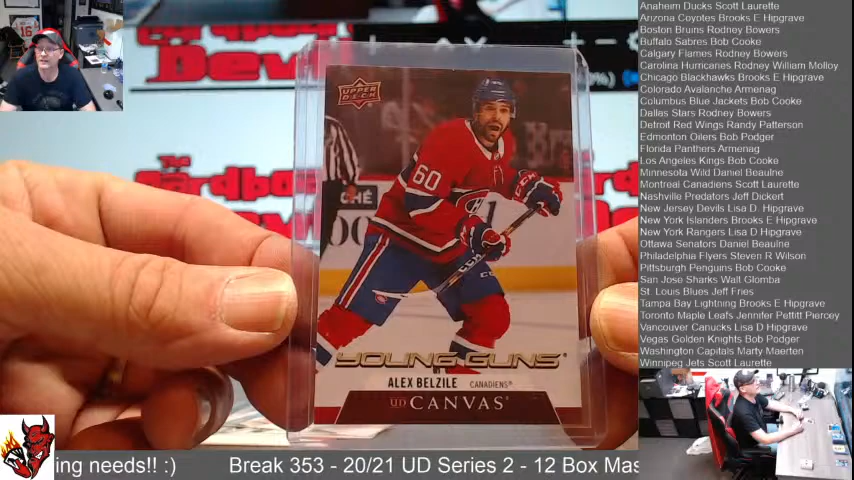 Anaheim Ducks Scott Laurette
Arizona Coyotes Brooks E Hipgrave
Boston Bruins Rodney Bowers
Buffalo Sabres Bob Cooke
Calgary Flames Rodney Bowers
Carolina Hurricanes Rodney William Molloy
Chicago Blackhawks Brooks E Hipgrave
Colorado Avalanche Armenag
Columbus Blue Jackets Bob Cooke
Dallas Stars Rodney Bowers
Detroit Red Wings Randy Patterson
Edmonton Oilers Bob Podger
Florida Panthers Armenag
Los Angeles Kings Bob Cooke
Minnesota Wild Daniel Beaulne
Montreal Canadiens Scott Laurette
Nashville Predators Jeff Dickert
New Jersey Devils Lisa D. Hipgrave
New York Islanders Brooks E Hipgrave
New York Rangers Lisa D Hipgrave
Ottawa Senators Daniel Beaulne
Philadelphia Flyers Steven R Wilson
Pittsburgh Penguins Bob Cooke
San Jose Sharks Walt Glomba
St. Louis Blues Jeff Fries
Tampa Bay Lightning Brooks E Hipgrave
Toronto Maple Leafs Jennifer Pettitt Piercey
Vancouver Canucks Lisa D Hipgrave
Vegas Golden Knights Bob Podger
Washington Capitals Marty Maerten
Winnipeg Jets Scott Laurette
16
UPPER DECK
60
CCM
CHÉ
The
YOUNG GUNS
ALEX BELZILE CANADIENS
UD CANVAS
ing needs!! :) Break 353 - 20/21 UD Series 2 - 12 Box Mas